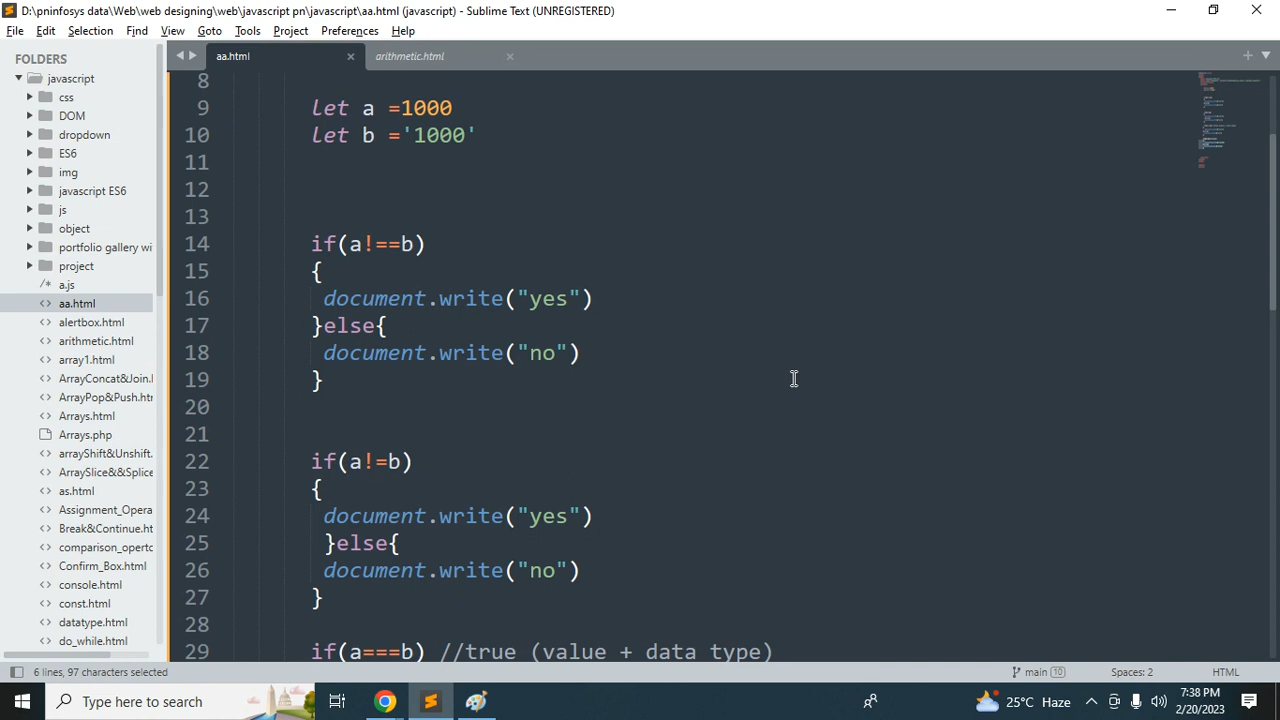 D:\pninfosys data\Web\web designing\web\javascript pn\javascript\aa.html (javascript) - Sublime Text (UNREGISTERED)
File Edit Selection Find View Goto Tools Project Preferences Help
FOLDERS
javascript
css
DOM
dropdown
ES6
img
javascript ES6
js
object
portfolio gallery wi
project
a.js
aa.html
alertbox.html
arithmetic.html
array1.html
ArrayConcat&Join.h
ArrayPop&Push.htm
Arrays.html
Arrays.php
arrayShift&Unshift.
ArraySlice&&Splice
as.html
Assignment_Opera
Break&Continue.ht
comparison_operto
Confirm_Box.html
console.html
const.html
datatype.html
do_while.html
aa.html arithmetic.html
8
9 let a =1000
10 let b ='1000'
11
12
13
14 if(a!==b)
15 {
16 document.write("yes")
17 }else{
18 document.write("no")
19 }
20
21
22 if(a!=b)
23 {
24 document.write("yes")
25 }else{
26 document.write("no")
27 }
28
29 if(a===b) //true (value + data type)
6 lines, 97 characters selected main 10 Spaces: 2 HTML
Type here to search 25°C Haze 7:38 PM
2/20/2023